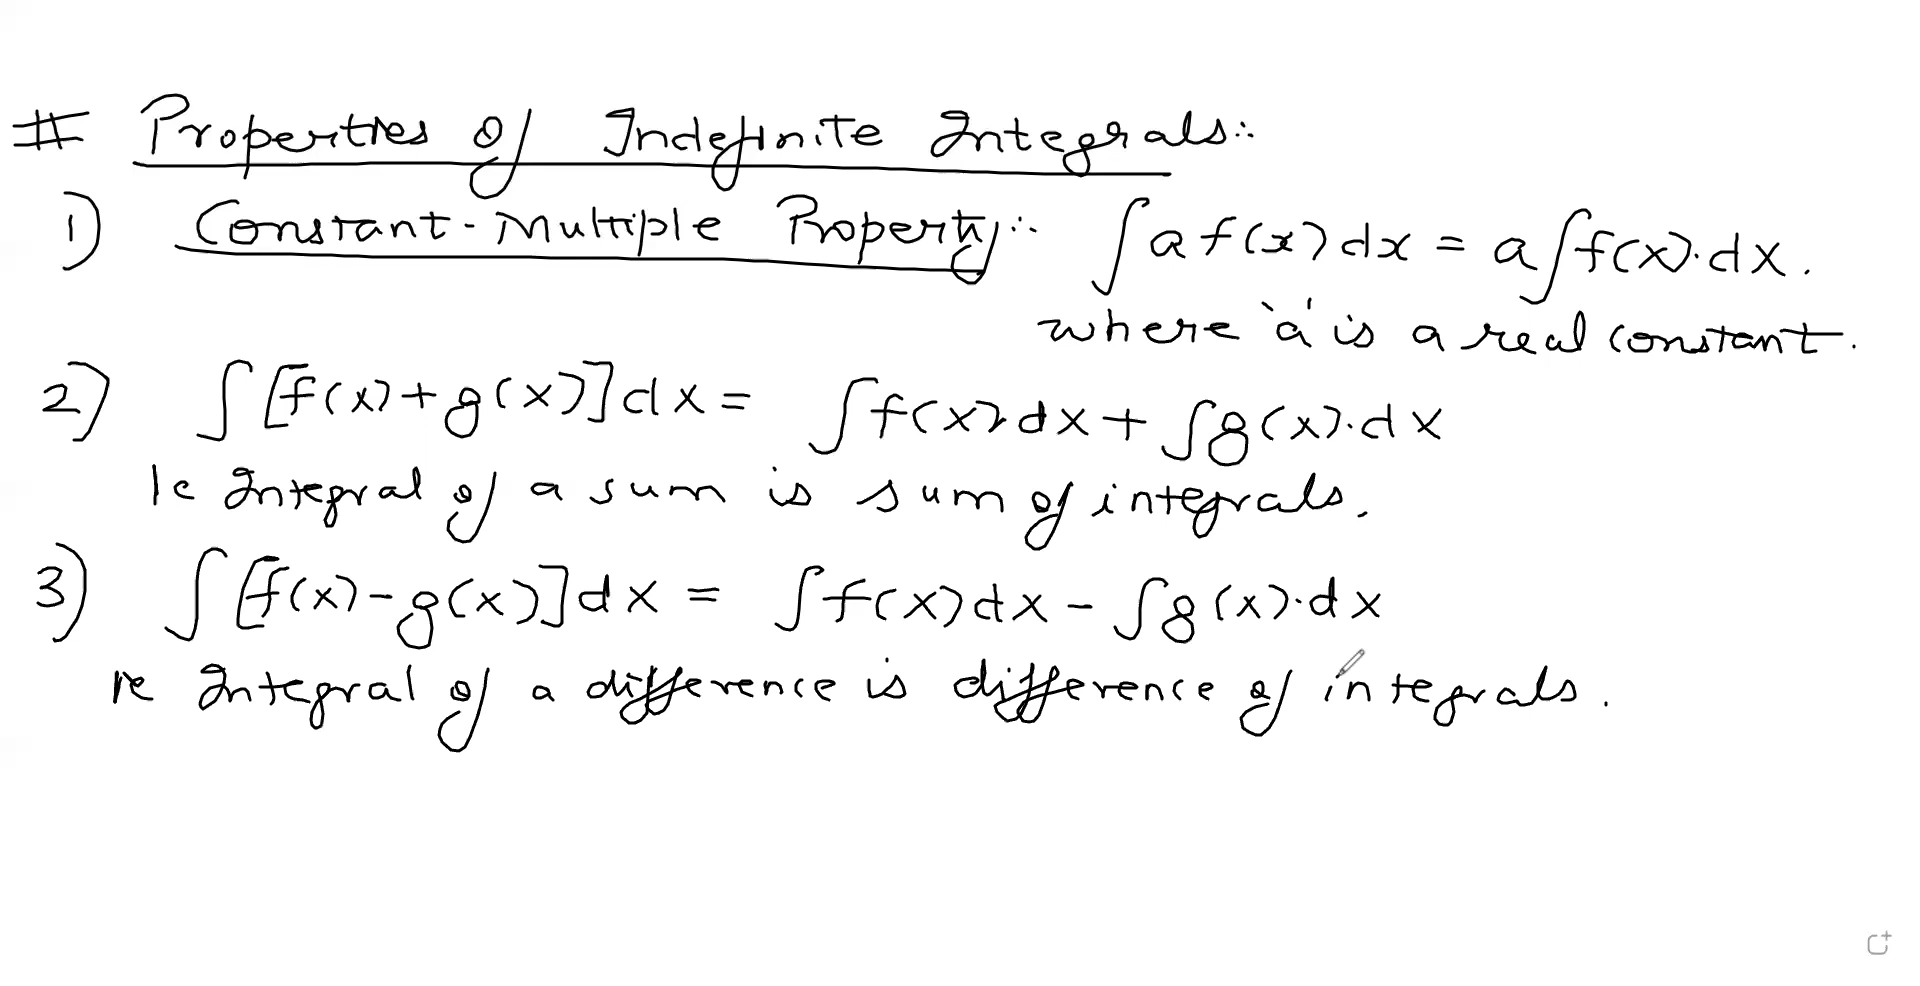 # Properties of Indefinite Integrals:-
1) Constant-Multiple Property:- ∫a f(x) dx = a∫f(x).dx.
where 'a' is a real constant.
2) ∫[f(x)+g(x)]dx = ∫f(x)dx + ∫g(x).dx
ie Integral of a sum is sum of integrals.
3) ∫[f(x)-g(x)]dx = ∫f(x)dx - ∫g(x).dx
ie Integral of a difference is difference of integrals.